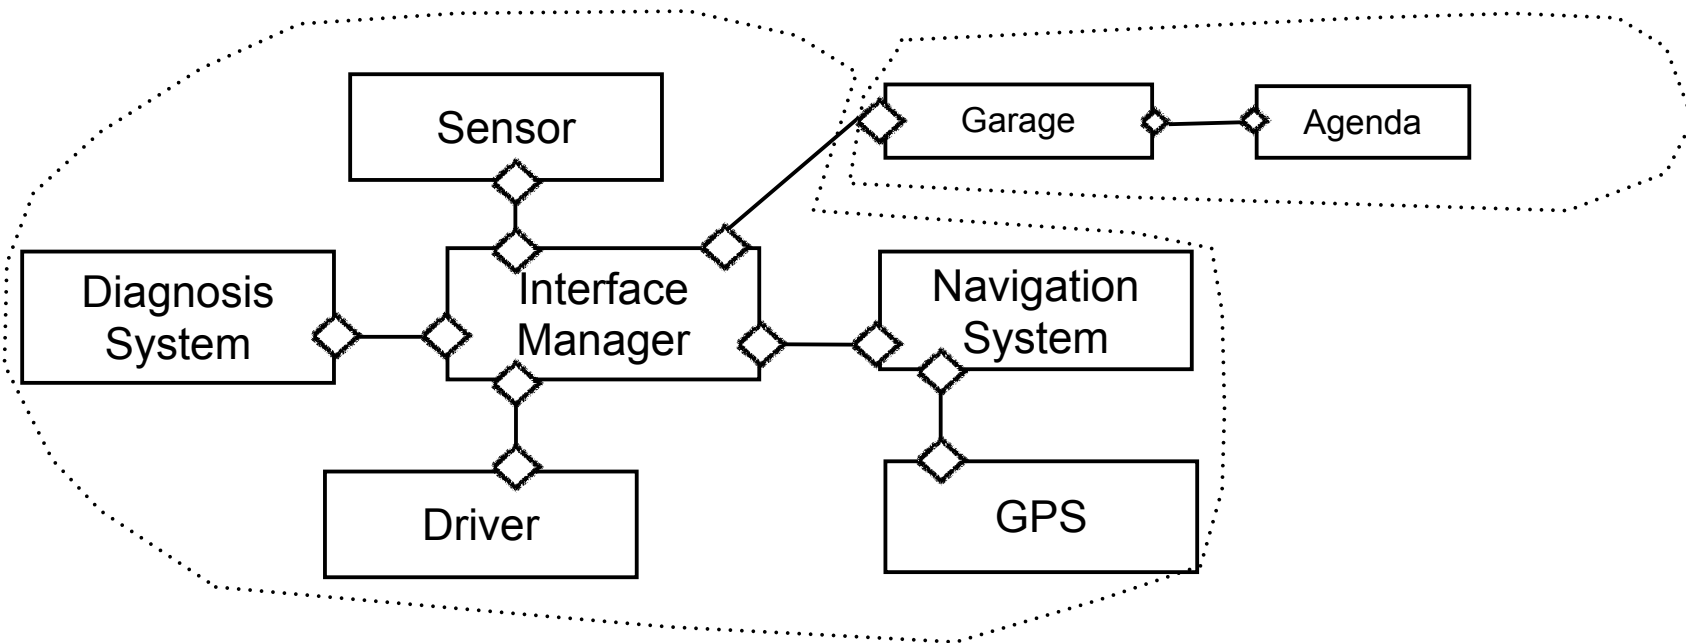 Sensor
Garage
Agenda
Diagnosis
System
Interface
Manager
Navigation
System
Driver
GPS